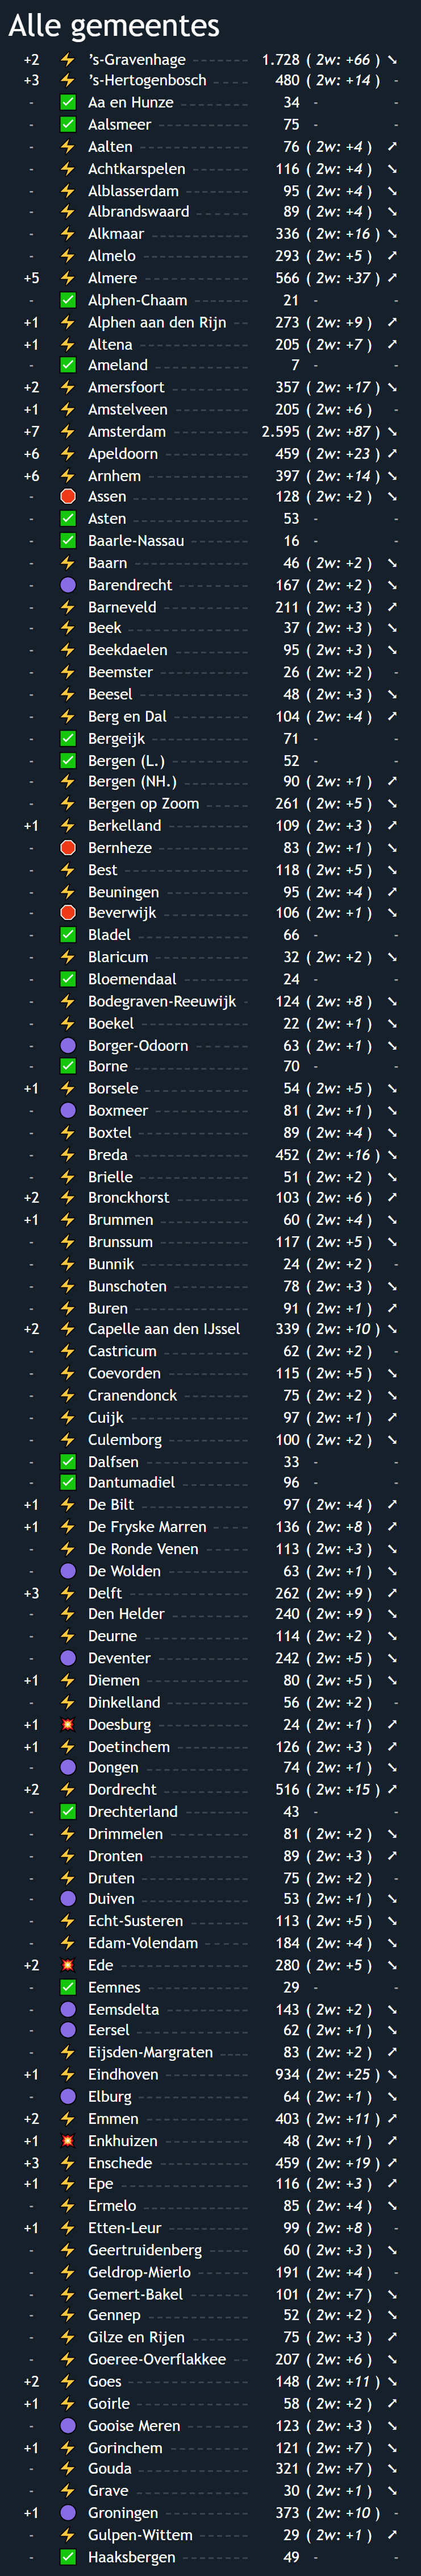 Alle gemeentes
+2 ⚡ ’s-Gravenhage 1.728 ( 2w: +66 ) ➘
+3 ⚡ ’s-Hertogenbosch 480 ( 2w: +14 ) -
- ✅ Aa en Hunze 34 - -
- ✅ Aalsmeer 75 - -
- ⚡ Aalten 76 ( 2w: +4 ) ➚
- ⚡ Achtkarspelen 116 ( 2w: +4 ) ➘
- ⚡ Alblasserdam 95 ( 2w: +4 ) ➘
- ⚡ Albrandswaard 89 ( 2w: +4 ) ➘
- ⚡ Alkmaar 336 ( 2w: +16 ) ➘
- ⚡ Almelo 293 ( 2w: +5 ) ➚
+5 ⚡ Almere 566 ( 2w: +37 ) ➚
- ✅ Alphen-Chaam 21 - -
+1 ⚡ Alphen aan den Rijn 273 ( 2w: +9 ) ➚
+1 ⚡ Altena 205 ( 2w: +7 ) ➚
- ✅ Ameland 7 - -
+2 ⚡ Amersfoort 357 ( 2w: +17 ) ➘
+1 ⚡ Amstelveen 205 ( 2w: +6 ) -
+7 ⚡ Amsterdam 2.595 ( 2w: +87 ) ➘
+6 ⚡ Apeldoorn 459 ( 2w: +23 ) ➚
+6 ⚡ Arnhem 397 ( 2w: +14 ) ➘
- 🛑 Assen 128 ( 2w: +2 ) ➘
- ✅ Asten 53 - -
- ✅ Baarle-Nassau 16 - -
- ⚡ Baarn 46 ( 2w: +2 ) ➘
- 🟣 Barendrecht 167 ( 2w: +2 ) ➘
- ⚡ Barneveld 211 ( 2w: +3 ) ➚
- ⚡ Beek 37 ( 2w: +3 ) ➘
- ⚡ Beekdaelen 95 ( 2w: +3 ) ➘
- ⚡ Beemster 26 ( 2w: +2 ) -
- ⚡ Beesel 48 ( 2w: +3 ) ➘
- ⚡ Berg en Dal 104 ( 2w: +4 ) ➚
- ✅ Bergeijk 71 - -
- ✅ Bergen (L.) 52 - -
- ⚡ Bergen (NH.) 90 ( 2w: +1 ) ➚
- ⚡ Bergen op Zoom 261 ( 2w: +5 ) ➘
+1 ⚡ Berkelland 109 ( 2w: +3 ) ➚
- 🛑 Bernheze 83 ( 2w: +1 ) ➘
- ⚡ Best 118 ( 2w: +5 ) ➘
- ⚡ Beuningen 95 ( 2w: +4 ) ➚
- 🛑 Beverwijk 106 ( 2w: +1 ) ➘
- ✅ Bladel 66 - -
- ⚡ Blaricum 32 ( 2w: +2 ) ➘
- ✅ Bloemendaal 24 - -
- ⚡ Bodegraven-Reeuwijk 124 ( 2w: +8 ) ➘
- ⚡ Boekel 22 ( 2w: +1 ) ➘
- 🟣 Borger-Odoorn 63 ( 2w: +1 ) ➘
- ✅ Borne 70 - -
+1 ⚡ Borsele 54 ( 2w: +5 ) ➘
- 🟣 Boxmeer 81 ( 2w: +1 ) ➘
- ⚡ Boxtel 89 ( 2w: +4 ) ➘
- ⚡ Breda 452 ( 2w: +16 ) ➘
- ⚡ Brielle 51 ( 2w: +2 ) ➘
+2 ⚡ Bronckhorst 103 ( 2w: +6 ) ➚
+1 ⚡ Brummen 60 ( 2w: +4 ) ➘
- ⚡ Brunssum 117 ( 2w: +5 ) ➘
- ⚡ Bunnik 24 ( 2w: +2 ) -
- ⚡ Bunschoten 78 ( 2w: +3 ) ➘
- ⚡ Buren 91 ( 2w: +1 ) ➚
+2 ⚡ Capelle aan den IJssel 339 ( 2w: +10 ) ➘
- ⚡ Castricum 62 ( 2w: +2 ) -
- ⚡ Coevorden 115 ( 2w: +5 ) ➘
- ⚡ Cranendonck 75 ( 2w: +2 ) ➘
- ⚡ Cuijk 97 ( 2w: +1 ) ➚
- ⚡ Culemborg 100 ( 2w: +2 ) ➘
- ✅ Dalfsen 33 - -
- ✅ Dantumadiel 96 - -
+1 ⚡ De Bilt 97 ( 2w: +4 ) ➚
+1 ⚡ De Fryske Marren 136 ( 2w: +8 ) ➚
- ⚡ De Ronde Venen 113 ( 2w: +3 ) ➘
- 🟣 De Wolden 63 ( 2w: +1 ) ➘
+3 ⚡ Delft 262 ( 2w: +9 ) ➚
- ⚡ Den Helder 240 ( 2w: +9 ) ➘
- ⚡ Deurne 114 ( 2w: +2 ) ➘
- 🟣 Deventer 242 ( 2w: +5 ) ➘
+1 ⚡ Diemen 80 ( 2w: +5 ) ➘
- ⚡ Dinkelland 56 ( 2w: +2 ) -
+1 💥 Doesburg 24 ( 2w: +1 ) ➚
+1 ⚡ Doetinchem 126 ( 2w: +3 ) ➚
- 🟣 Dongen 74 ( 2w: +1 ) ➘
+2 ⚡ Dordrecht 516 ( 2w: +15 ) ➚
- ✅ Drechterland 43 - -
- ⚡ Drimmelen 81 ( 2w: +2 ) ➘
- ⚡ Dronten 89 ( 2w: +3 ) ➚
- ⚡ Druten 75 ( 2w: +2 ) -
- 🟣 Duiven 53 ( 2w: +1 ) ➘
- ⚡ Echt-Susteren 113 ( 2w: +5 ) ➘
- ⚡ Edam-Volendam 184 ( 2w: +4 ) ➘
+2 💥 Ede 280 ( 2w: +5 ) ➘
- ✅ Eemnes 29 - -
- 🟣 Eemsdelta 143 ( 2w: +2 ) ➘
- 🟣 Eersel 62 ( 2w: +1 ) ➘
- ⚡ Eijsden-Margraten 83 ( 2w: +2 ) ➚
+1 ⚡ Eindhoven 934 ( 2w: +25 ) ➘
- 🟣 Elburg 64 ( 2w: +1 ) ➘
+2 ⚡ Emmen 403 ( 2w: +11 ) ➚
+1 💥 Enkhuizen 48 ( 2w: +1 ) ➚
+3 ⚡ Enschede 459 ( 2w: +19 ) ➚
+1 ⚡ Epe 116 ( 2w: +3 ) ➚
- ⚡ Ermelo 85 ( 2w: +4 ) ➘
+1 ⚡ Etten-Leur 99 ( 2w: +8 ) -
- ⚡ Geertruidenberg 60 ( 2w: +3 ) ➘
- ⚡ Geldrop-Mierlo 191 ( 2w: +4 ) -
- ⚡ Gemert-Bakel 101 ( 2w: +7 ) ➘
- ⚡ Gennep 52 ( 2w: +2 ) ➘
- ⚡ Gilze en Rijen 75 ( 2w: +3 ) ➚
- ⚡ Goeree-Overflakkee 207 ( 2w: +6 ) ➘
+2 ⚡ Goes 148 ( 2w: +11 ) ➘
+1 ⚡ Goirle 58 ( 2w: +2 ) ➚
- 🟣 Gooise Meren 123 ( 2w: +3 ) ➘
+1 ⚡ Gorinchem 121 ( 2w: +7 ) ➘
- ⚡ Gouda 321 ( 2w: +7 ) ➘
- ⚡ Grave 30 ( 2w: +1 ) ➘
+1 🟣 Groningen 373 ( 2w: +10 ) -
- ⚡ Gulpen-Wittem 29 ( 2w: +1 ) ➚
- ✅ Haaksbergen 49 - -